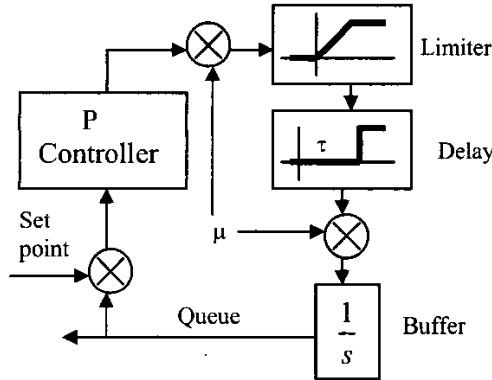 Limiter
P
Controller
τ
Delay
Set
point
μ
Queue
1
s
Buffer